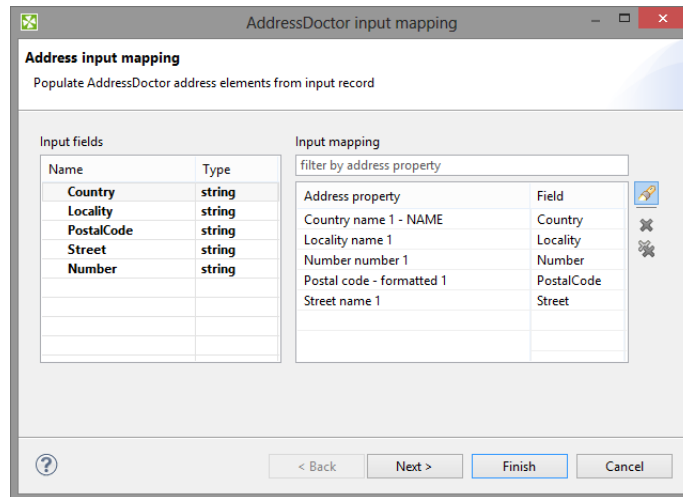 AddressDoctor input mapping
Address input mapping
Populate AddressDoctor address elements from input record
Input fields
Name Type
Country string
Locality string
PostalCode string
Street string
Number string
Input mapping
filter by address property
Address property Field
Country name 1 - NAME Country
Locality name 1 Locality
Number number 1 Number
Postal code - formatted 1 PostalCode
Street name 1 Street
< Back Next > Finish Cancel